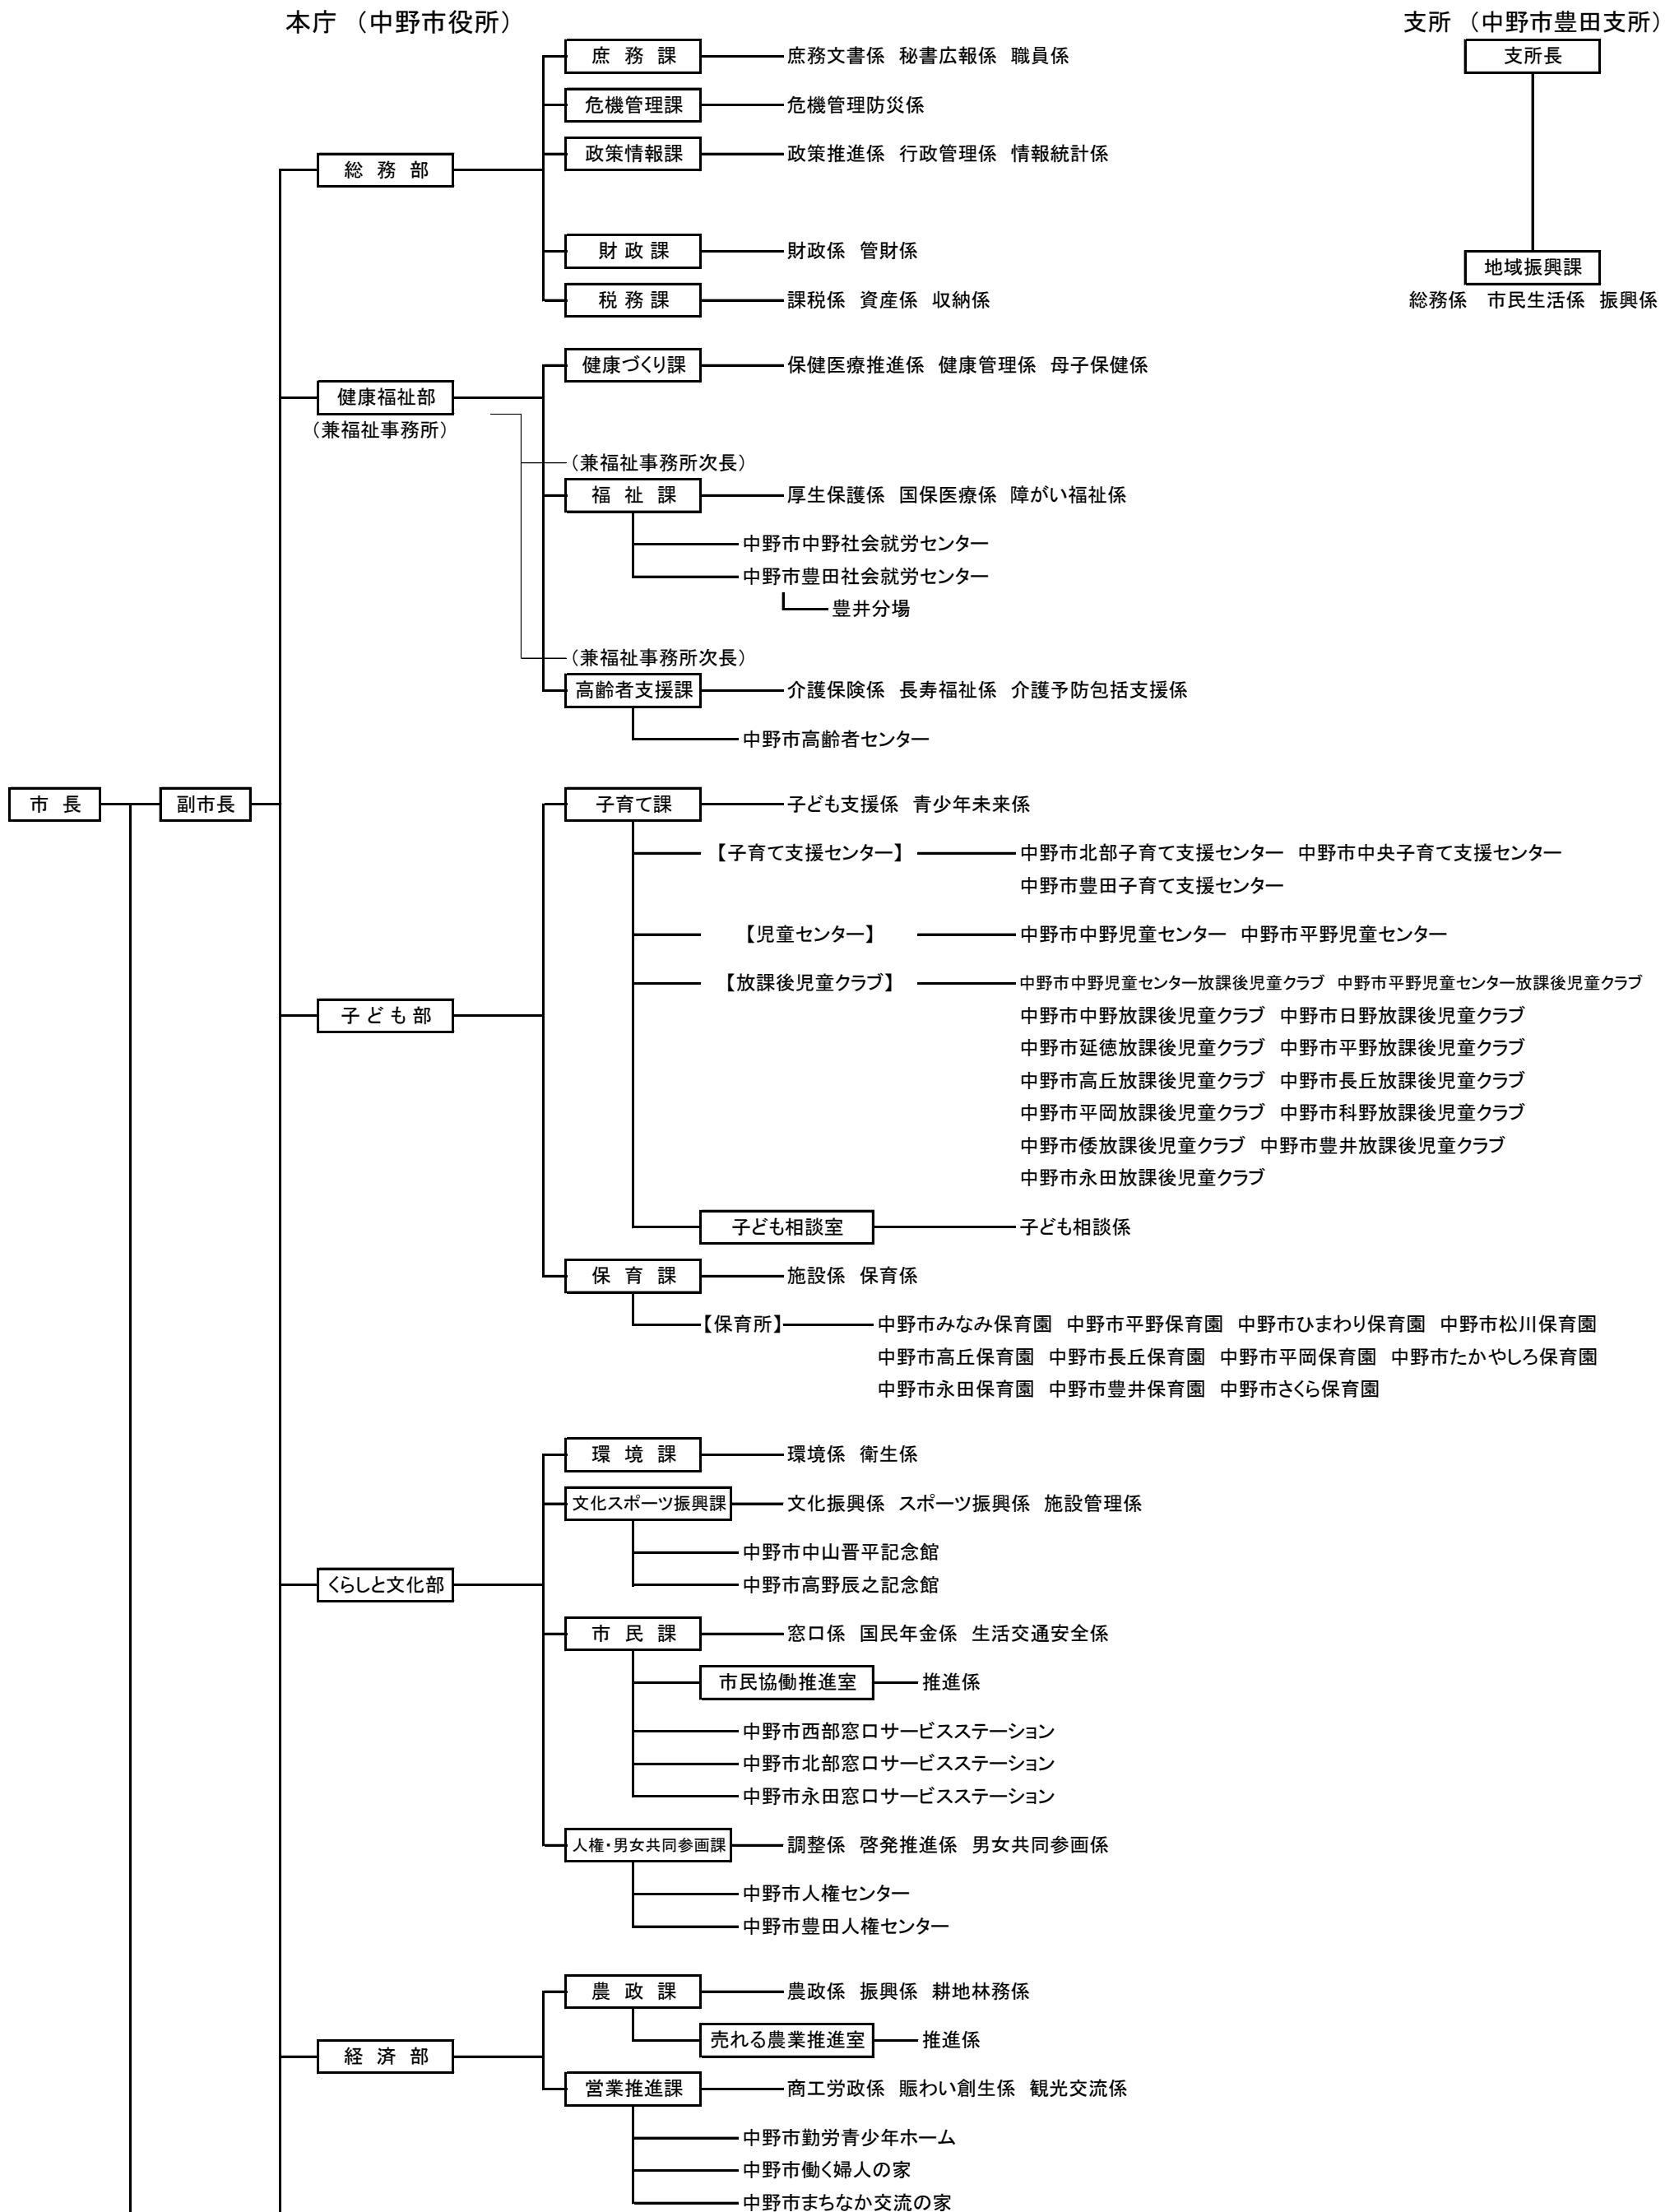 本庁 （中野市役所）
支所 （中野市豊田支所）
庶 務 課 庶務文書係 秘書広報係 職員係
支所長
危機管理課 危機管理防災係
政策情報課 政策推進係 行政管理係 情報統計係
総 務 部
財 政 課 財政係 管財係
地域振興課
税 務 課 課税係 資産係 収納係
総務係 市民生活係 振興係
健康づくり課 保健医療推進係 健康管理係 母子保健係
健康福祉部
（兼福祉事務所）
（兼福祉事務所次長）
福 祉 課 厚生保護係 国保医療係 障がい福祉係
中野市中野社会就労センター
中野市豊田社会就労センター
豊井分場
（兼福祉事務所次長）
高齢者支援課 介護保険係 長寿福祉係 介護予防包括支援係
中野市高齢者センター
市 長 副市長 子育て課 子ども支援係 青少年未来係
【子育て支援センター】 中野市北部子育て支援センター 中野市中央子育て支援センター
中野市豊田子育て支援センター
【児童センター】 中野市中野児童センター 中野市平野児童センター
【放課後児童クラブ】 中野市中野児童センター放課後児童クラブ 中野市平野児童センター放課後児童クラブ
子 ど も 部 中野市中野放課後児童クラブ 中野市日野放課後児童クラブ
中野市延徳放課後児童クラブ 中野市平野放課後児童クラブ
中野市高丘放課後児童クラブ 中野市長丘放課後児童クラブ
中野市平岡放課後児童クラブ 中野市科野放課後児童クラブ
中野市倭放課後児童クラブ 中野市豊井放課後児童クラブ
中野市永田放課後児童クラブ
子ども相談室 子ども相談係
保 育 課 施設係 保育係
【保育所】 中野市みなみ保育園 中野市平野保育園 中野市ひまわり保育園 中野市松川保育園
中野市高丘保育園 中野市長丘保育園 中野市平岡保育園 中野市たかやしろ保育園
中野市永田保育園 中野市豊井保育園 中野市さくら保育園
環 境 課 環境係 衛生係
文化スポーツ振興課 文化振興係 スポーツ振興係 施設管理係
中野市中山晋平記念館
くらしと文化部 中野市高野辰之記念館
市 民 課 窓口係 国民年金係 生活交通安全係
市民協働推進室 推進係
中野市西部窓口サービスステーション
中野市北部窓口サービスステーション
中野市永田窓口サービスステーション
人権・男女共同参画課 調整係 啓発推進係 男女共同参画係
中野市人権センター
中野市豊田人権センター
農 政 課 農政係 振興係 耕地林務係
売れる農業推進室 推進係
経 済 部
営業推進課 商工労政係 賑わい創生係 観光交流係
中野市勤労青少年ホーム
中野市働く婦人の家
中野市まちなか交流の家